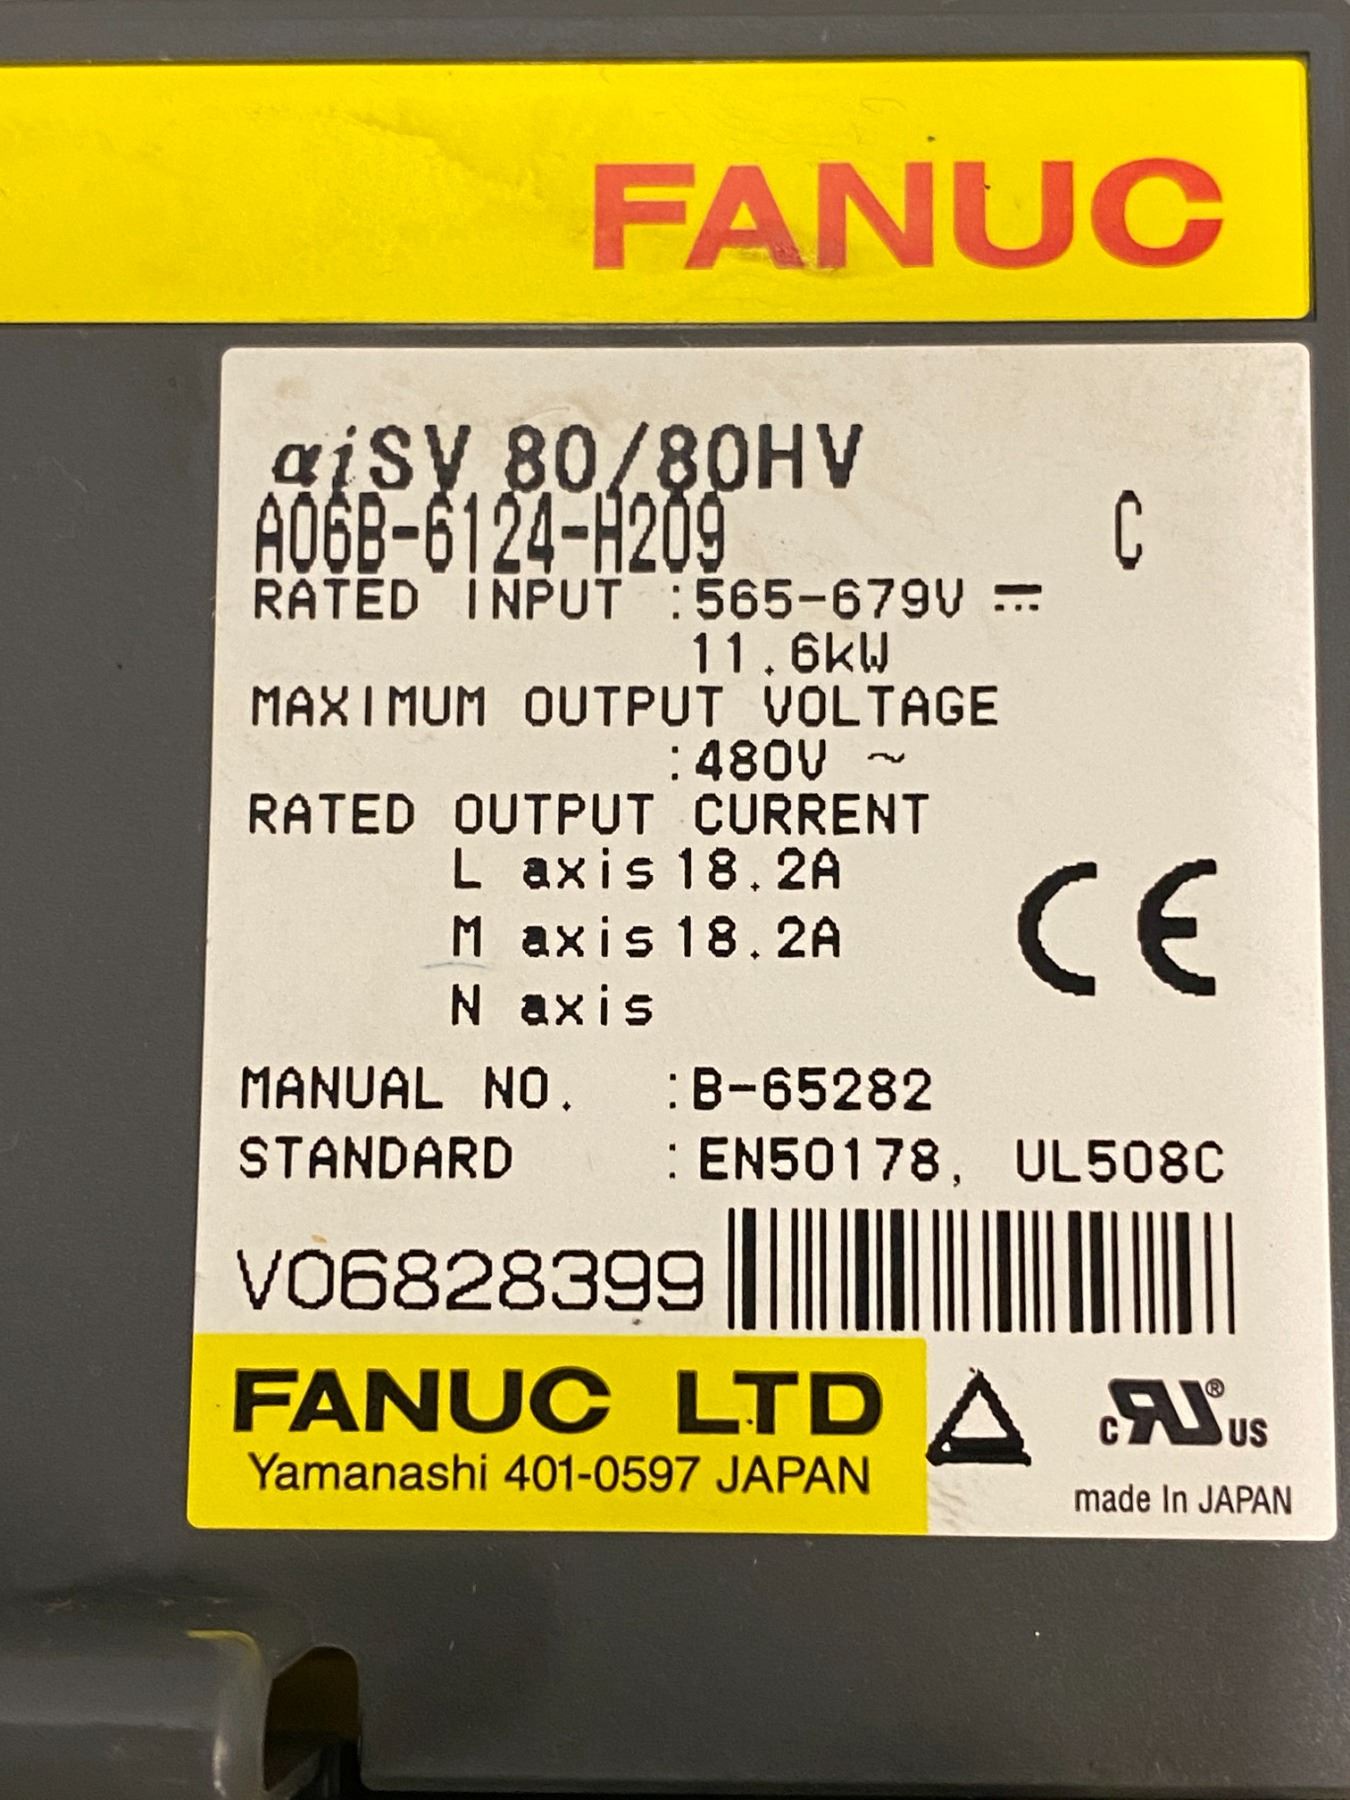 FANUC
αiSV 80/80HV
A06B-6124-H209 C
RATED INPUT :565-679V ⎓
11.6kW
MAXIMUM OUTPUT VOLTAGE
:480V ~
RATED OUTPUT CURRENT
L axis 18.2A
M axis 18.2A
N axis
CE
MANUAL NO. :B-65282
STANDARD :EN50178, UL508C
V06828399
FANUC LTD
Yamanashi 401-0597 JAPAN
c RU ® US
made In JAPAN